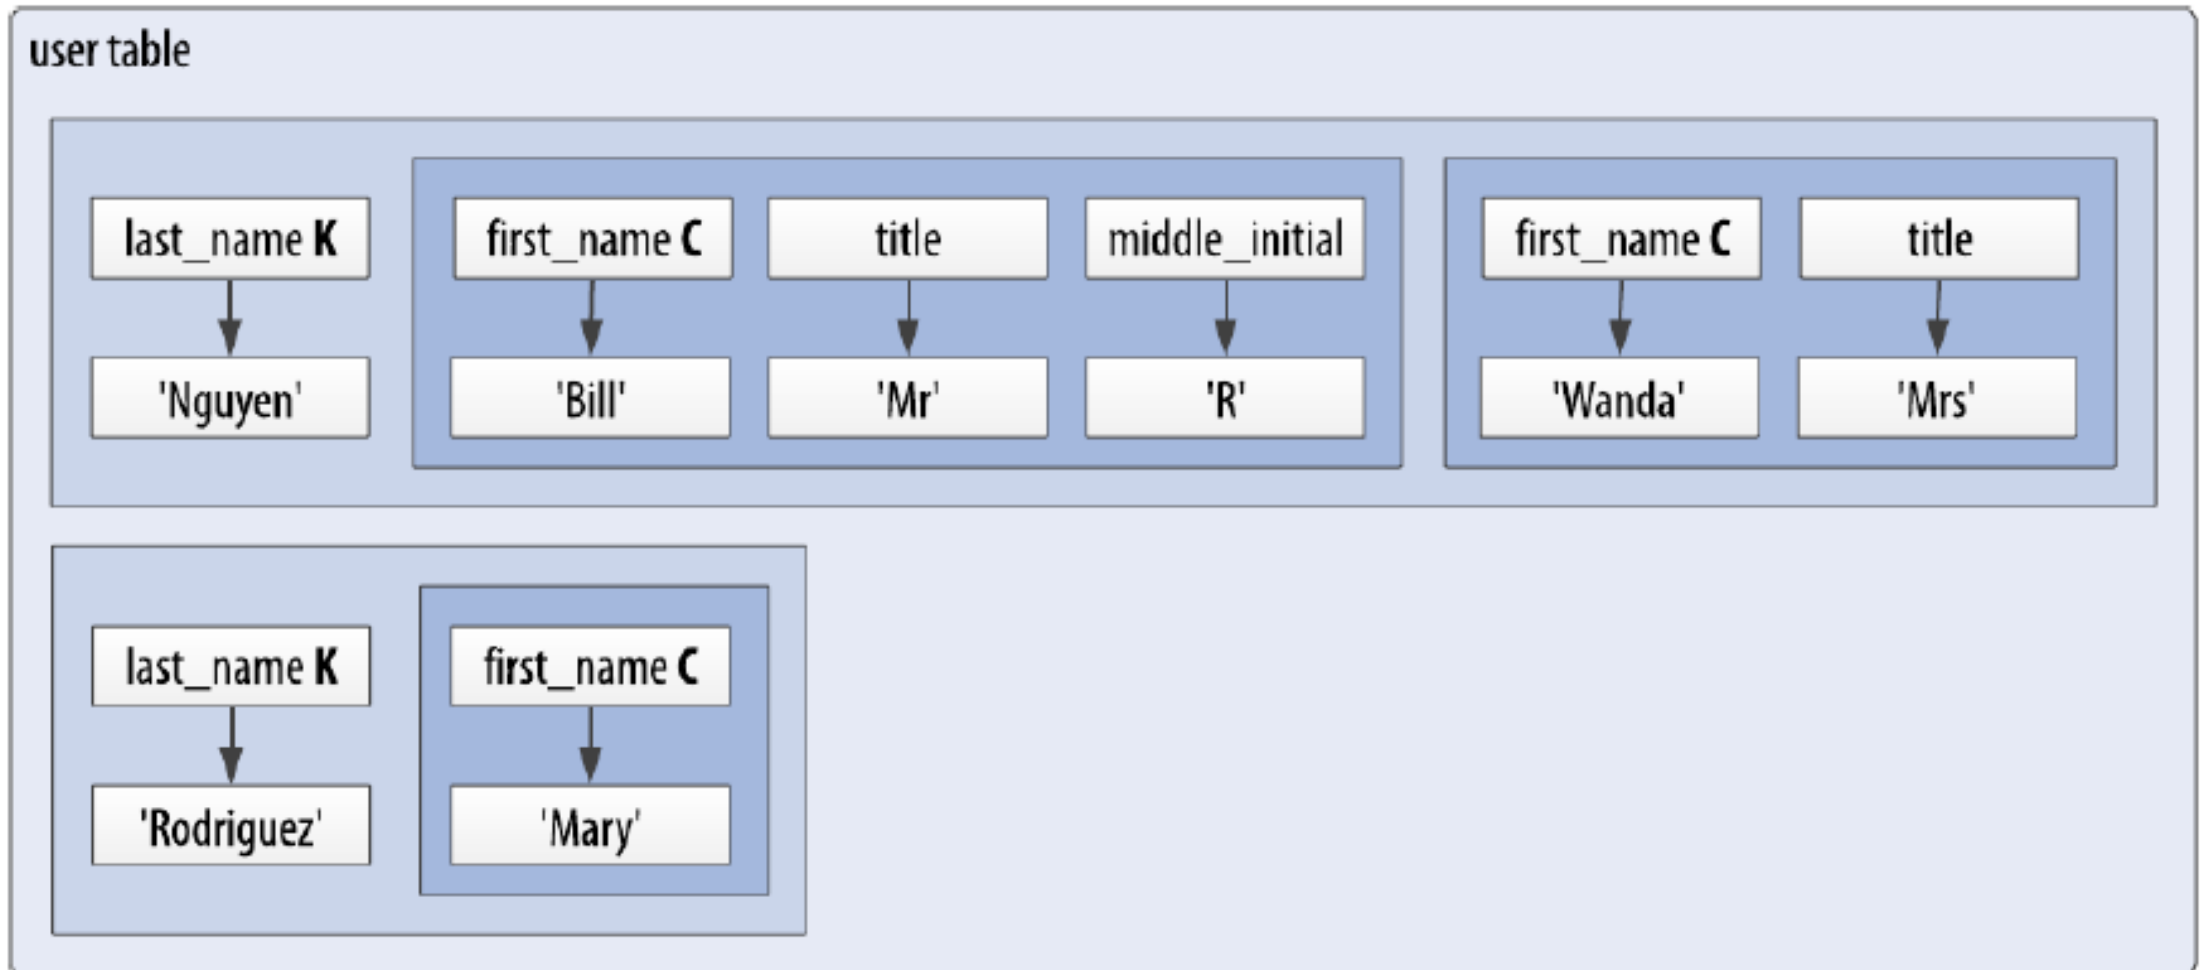 user table
last_name K first_name C title middle_initial first_name C title
'Nguyen' 'Bill' 'Mr' 'R' 'Wanda' 'Mrs'
last_name K first_name C
'Rodriguez' 'Mary'